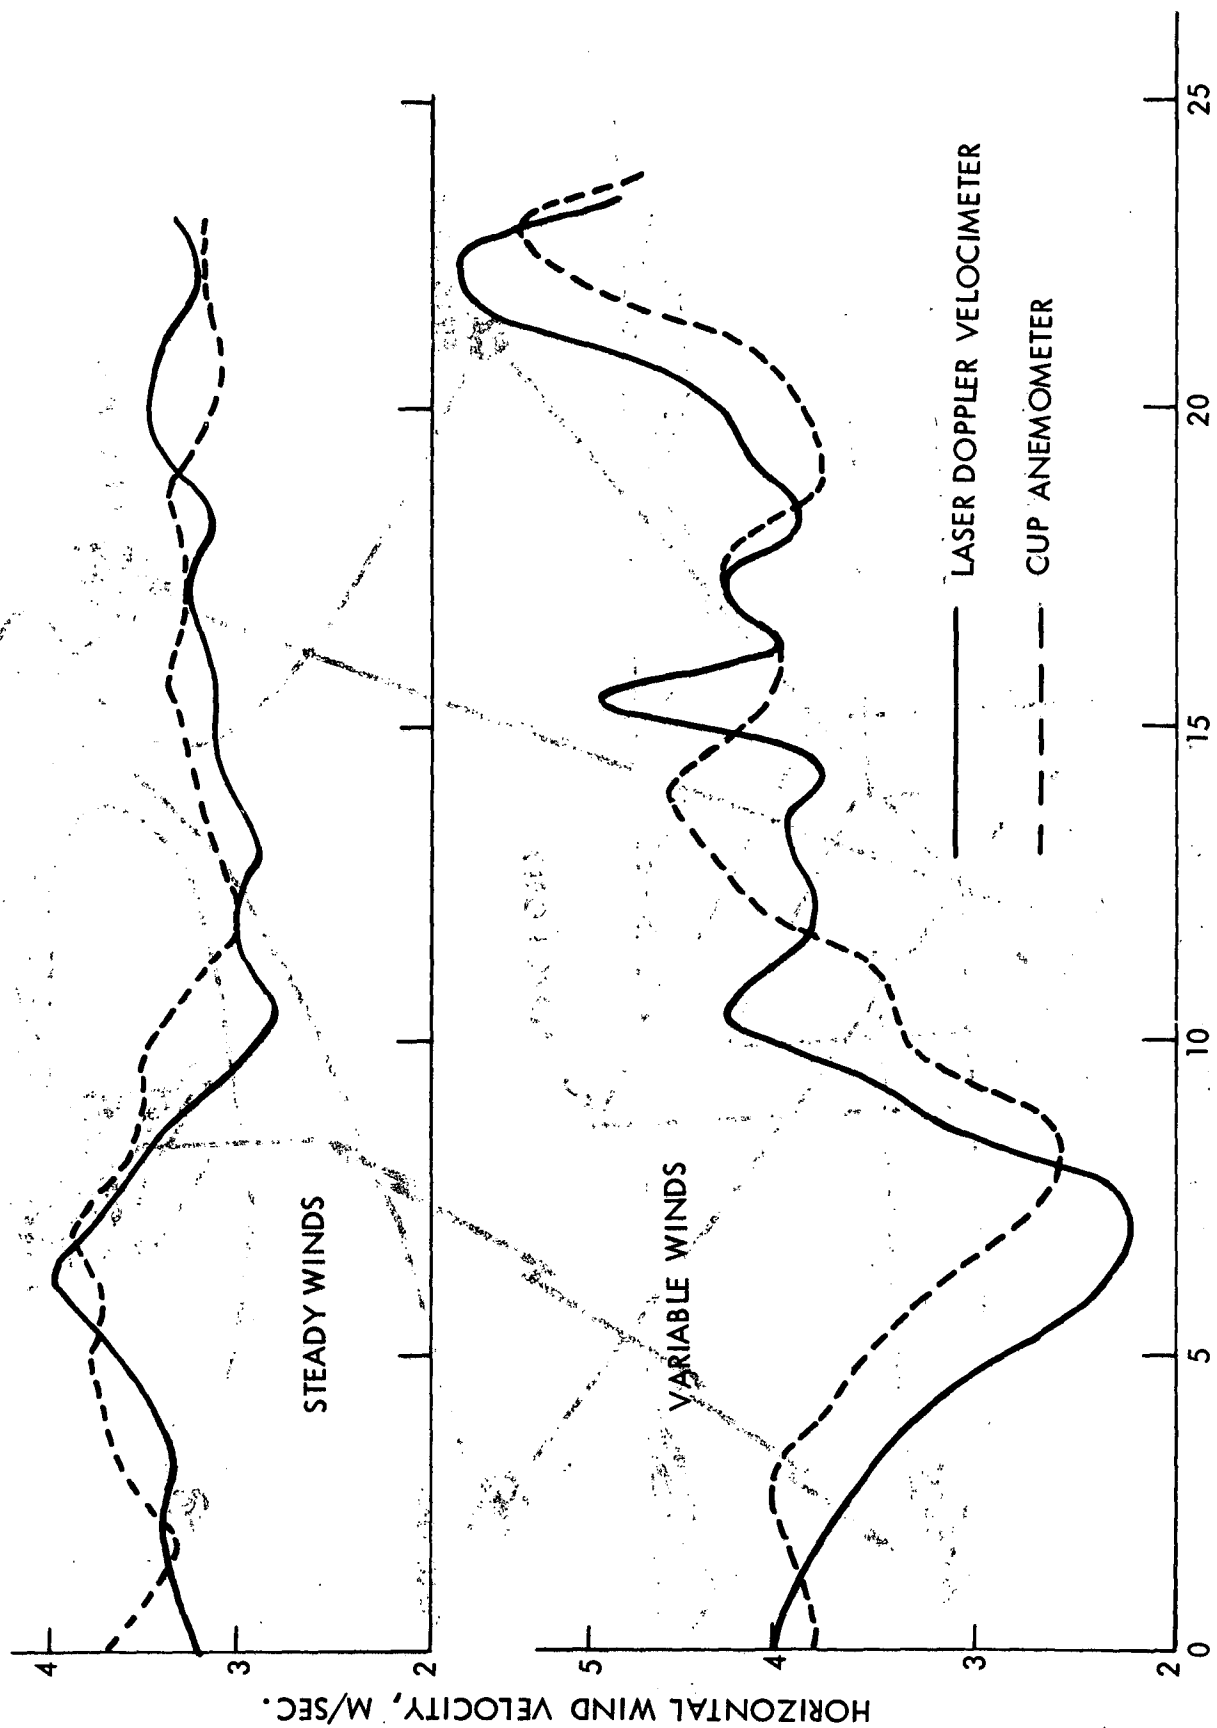 HORIZONTAL WIND VELOCITY, M/SEC.
4
3
2
STEADY WINDS
5
4
3
2
VARIABLE WINDS
LASER DOPPLER VELOCIMETER
CUP ANEMOMETER
0 5 10 15 20 25